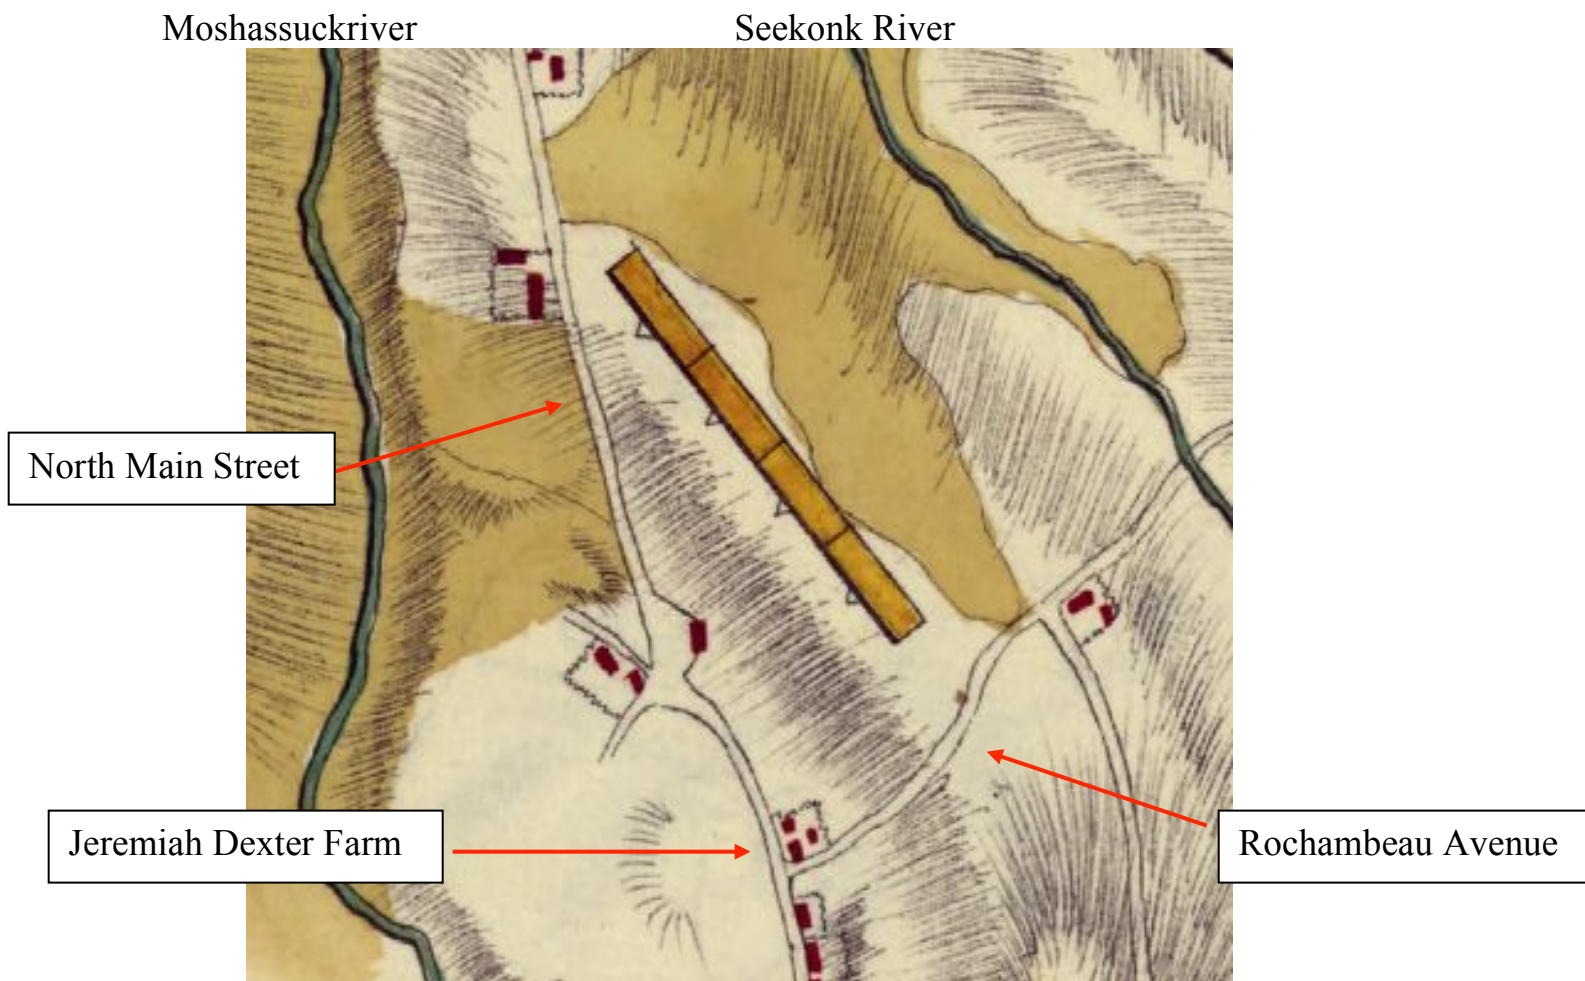 Moshassuckriver
Seekonk River
North Main Street
Jeremiah Dexter Farm
Rochambeau Avenue